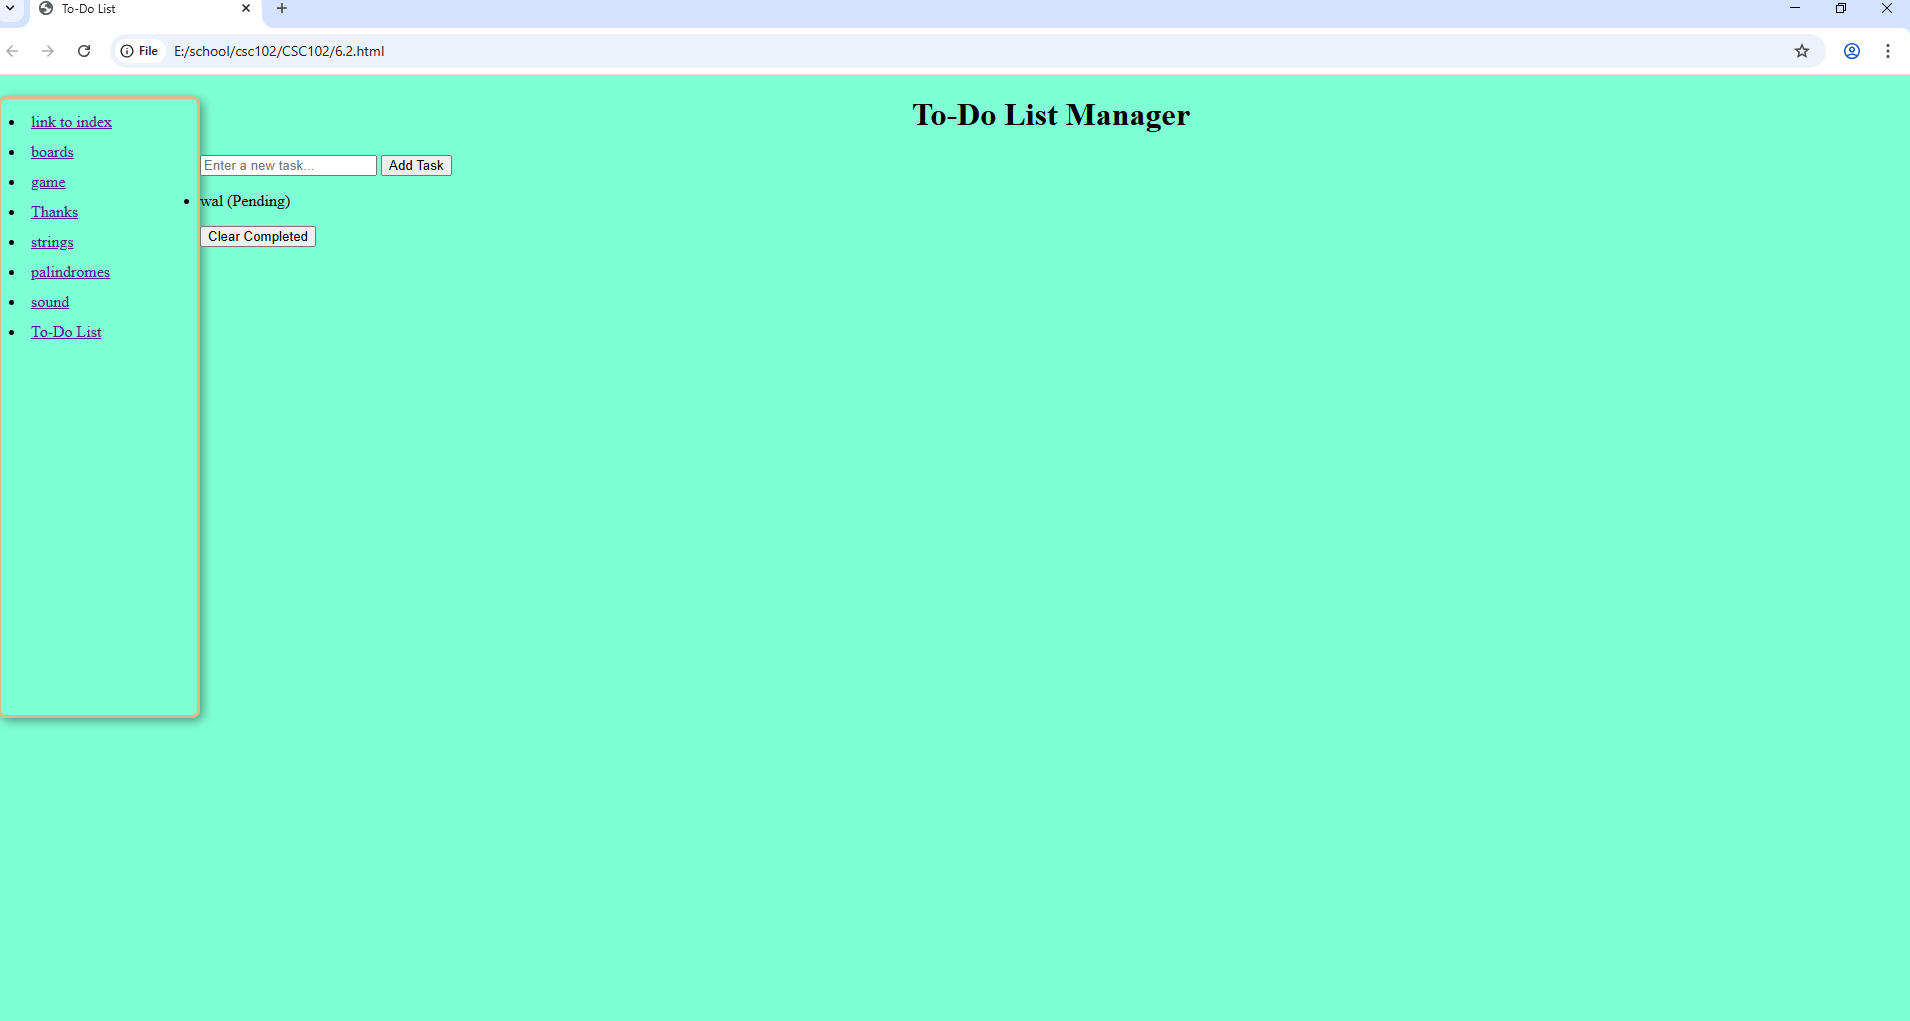 To-Do List
File E:/school/csc102/CSC102/6.2.html
To-Do List Manager
link to index
boards
game
Thanks
strings
palindromes
sound
To-Do List
Enter a new task... Add Task
wal (Pending)
Clear Completed